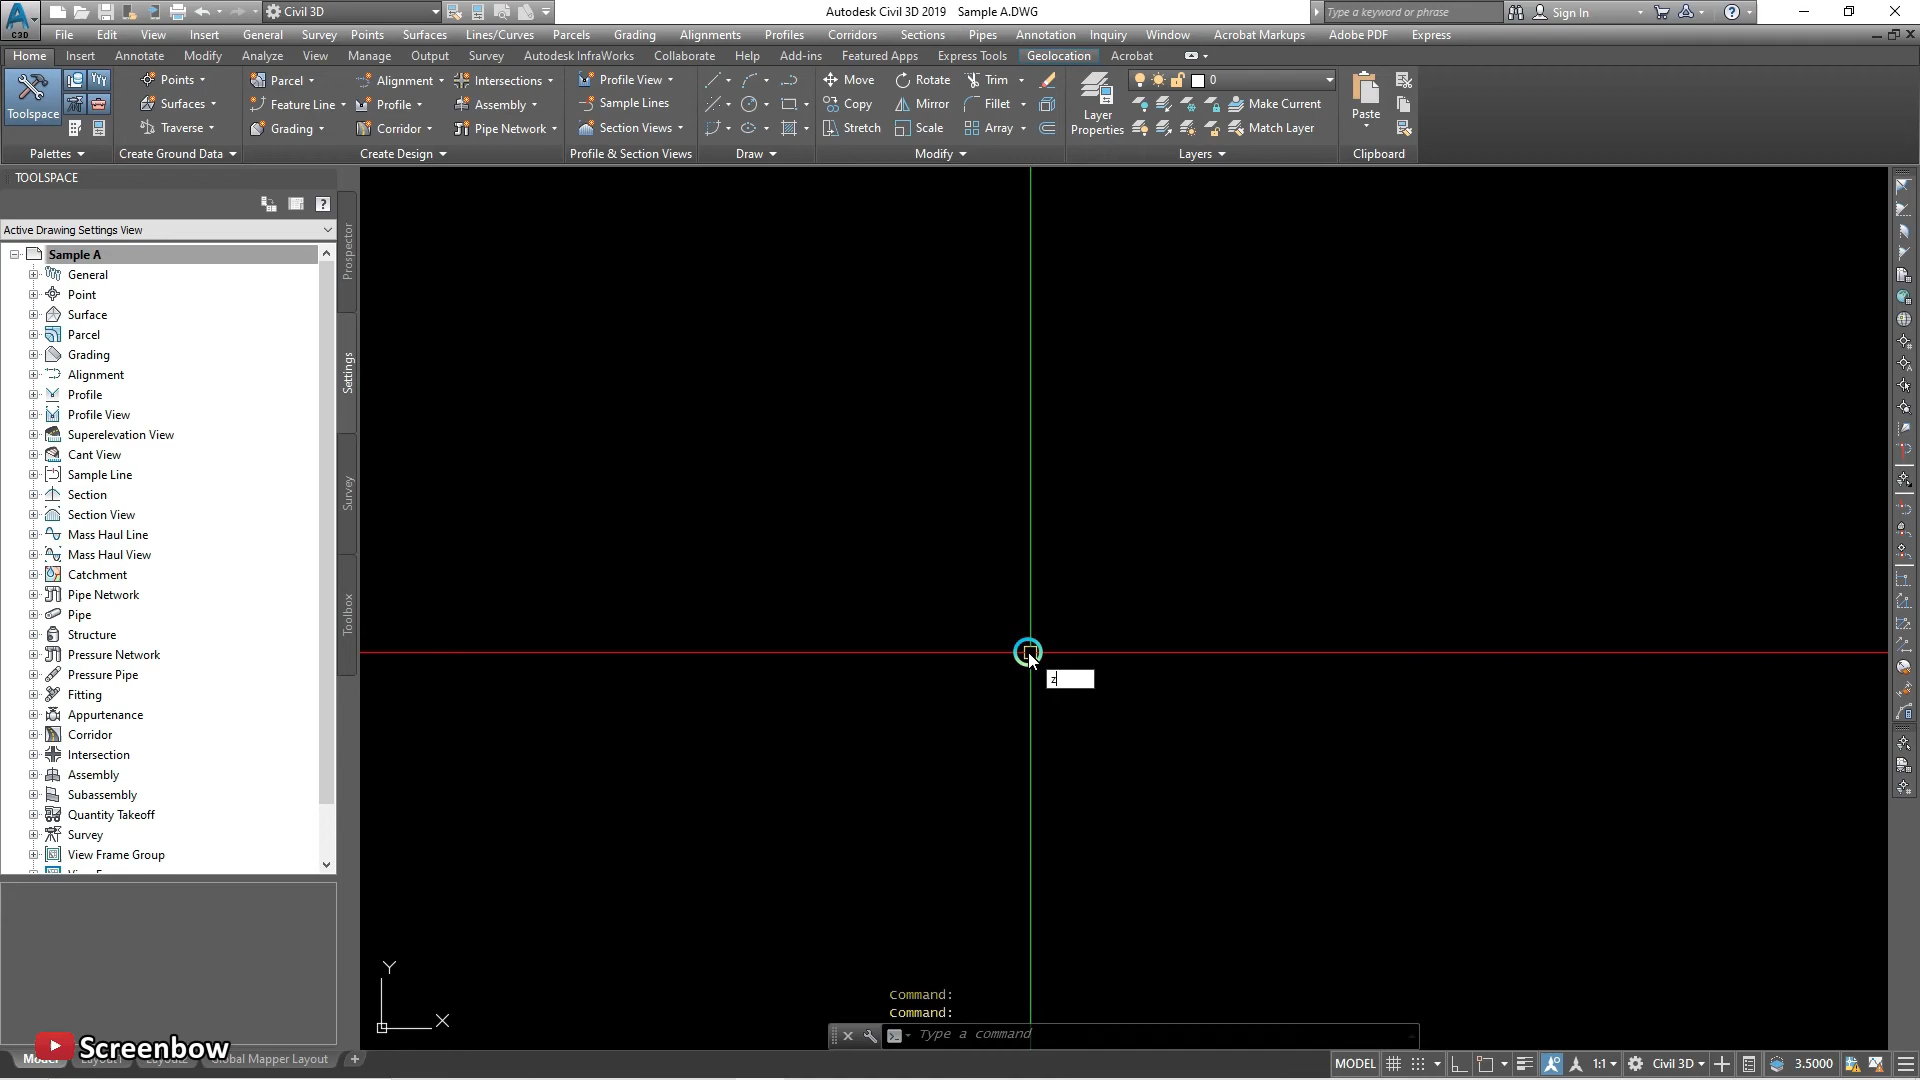 Civil 3D
Autodesk Civil 3D 2019 Sample A.DWG
Type a keyword or phrase
Sign In
C3D
File Edit View Insert General Survey Points Surfaces Lines/Curves Parcels Grading Alignments Profiles Corridors Sections Pipes Annotation Inquiry Window Acrobat Markups Adobe PDF Express
Home Insert Annotate Modify Analyze View Manage Output Survey Autodesk InfraWorks Collaborate Help Add-ins Featured Apps Express Tools Geolocation Acrobat
Toolspace
Points Parcel Alignment Intersections Profile View Move Rotate Trim 0
Surfaces Feature Line Profile Assembly Sample Lines Copy Mirror Fillet Make Current
Traverse Grading Corridor Pipe Network Section Views Stretch Scale Array Match Layer
Layer Properties
Paste
Palettes Create Ground Data Create Design Profile & Section Views Draw Modify Layers Clipboard
TOOLSPACE
Active Drawing Settings View
Sample A
General
Point
Surface
Parcel
Grading
Alignment
Profile
Profile View
Superelevation View
Cant View
Sample Line
Section
Section View
Mass Haul Line
Mass Haul View
Catchment
Pipe Network
Pipe
Structure
Pressure Network
Pressure Pipe
Fitting
Appurtenance
Corridor
Intersection
Assembly
Subassembly
Quantity Takeoff
Survey
View Frame Group
Prospector
Settings
Survey
Toolbox
z
Y
X
Command:
Command:
Type a command
Screenbow
Global Mapper Layout
MODEL 1:1 Civil 3D 3.5000